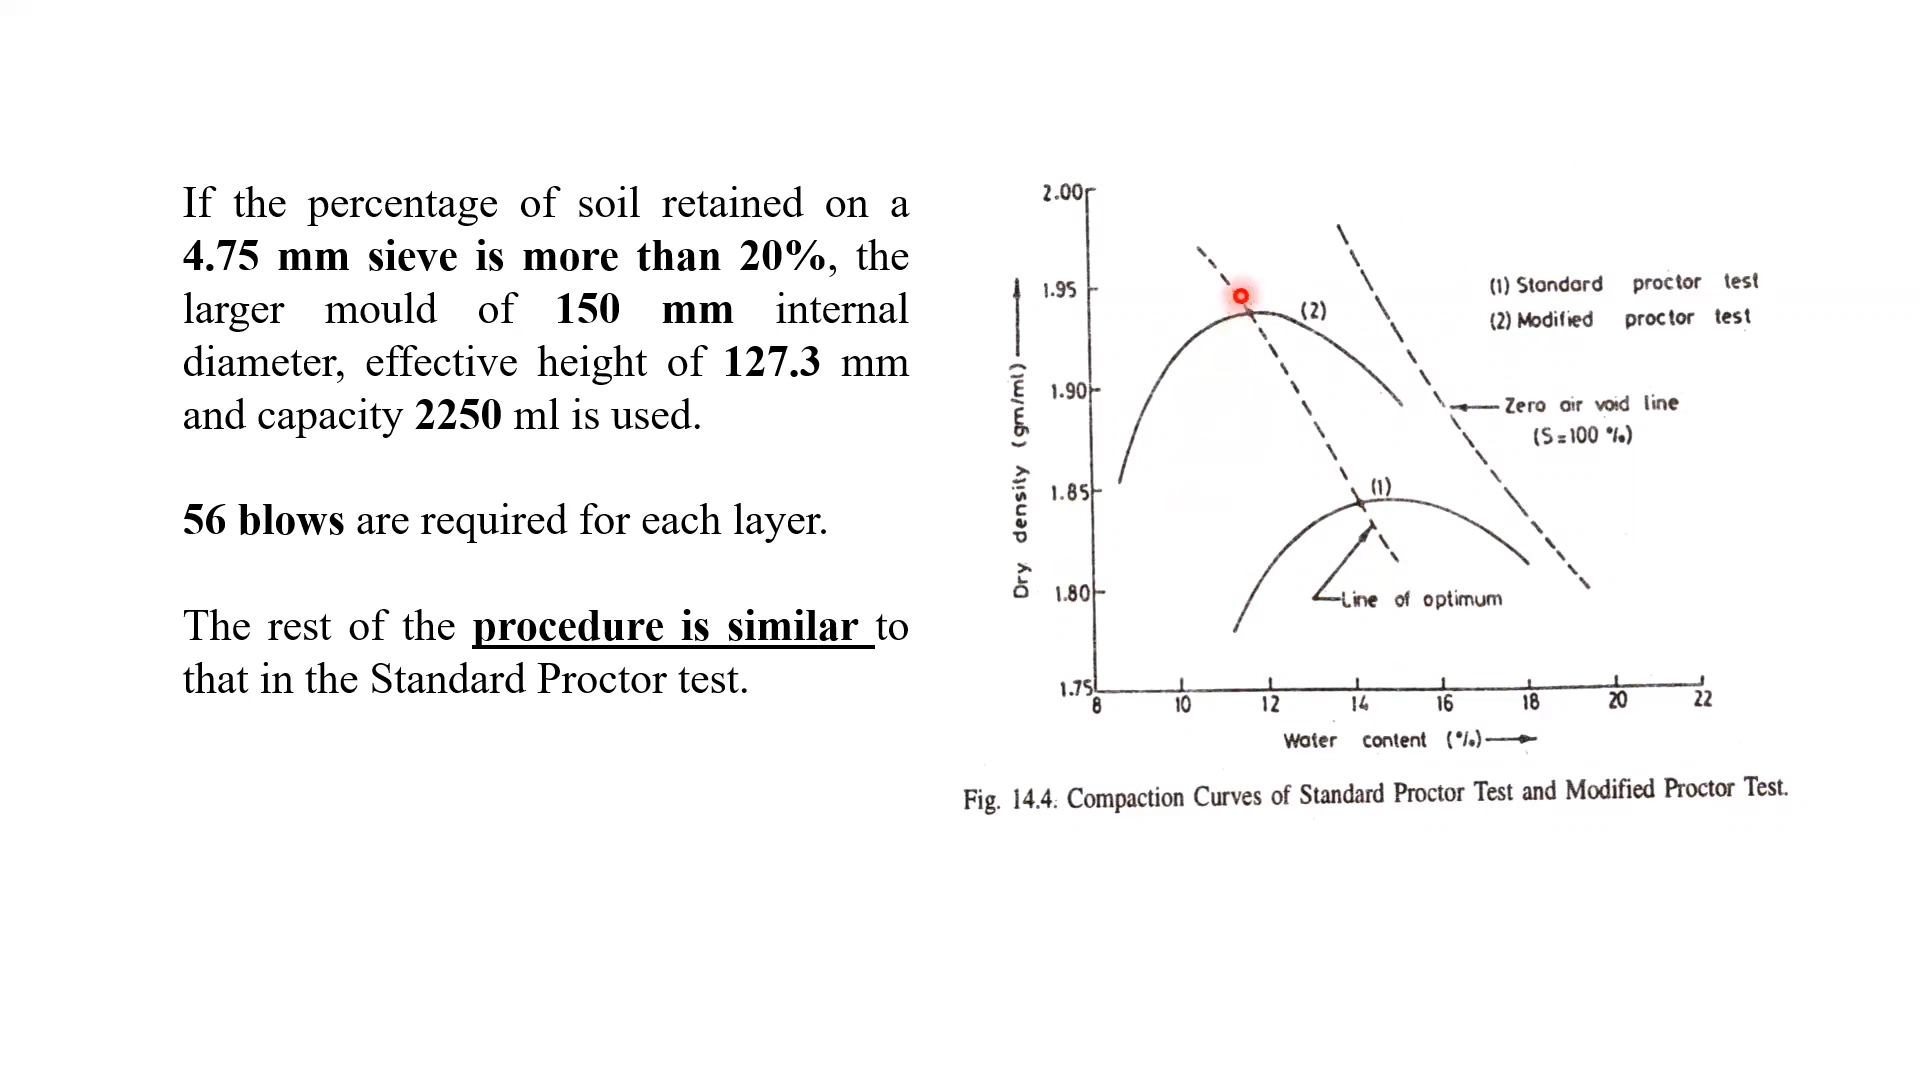 If the percentage of soil retained on a
4.75 mm sieve is more than 20%, the
larger mould of 150 mm internal
diameter, effective height of 127.3 mm
and capacity 2250 ml is used.
56 blows are required for each layer.
The rest of the procedure is similar to
that in the Standard Proctor test.
2.00
1.95
1.90
1.85
1.80
1.75
Dry density (gm/ml)
(2)
(1)
(1) Standard proctor test
(2) Modified proctor test
Zero air void line
(S=100 %)
Line of optimum
8 10 12 14 16 18 20 22
Water content (%)
Fig. 14.4. Compaction Curves of Standard Proctor Test and Modified Proctor Test.